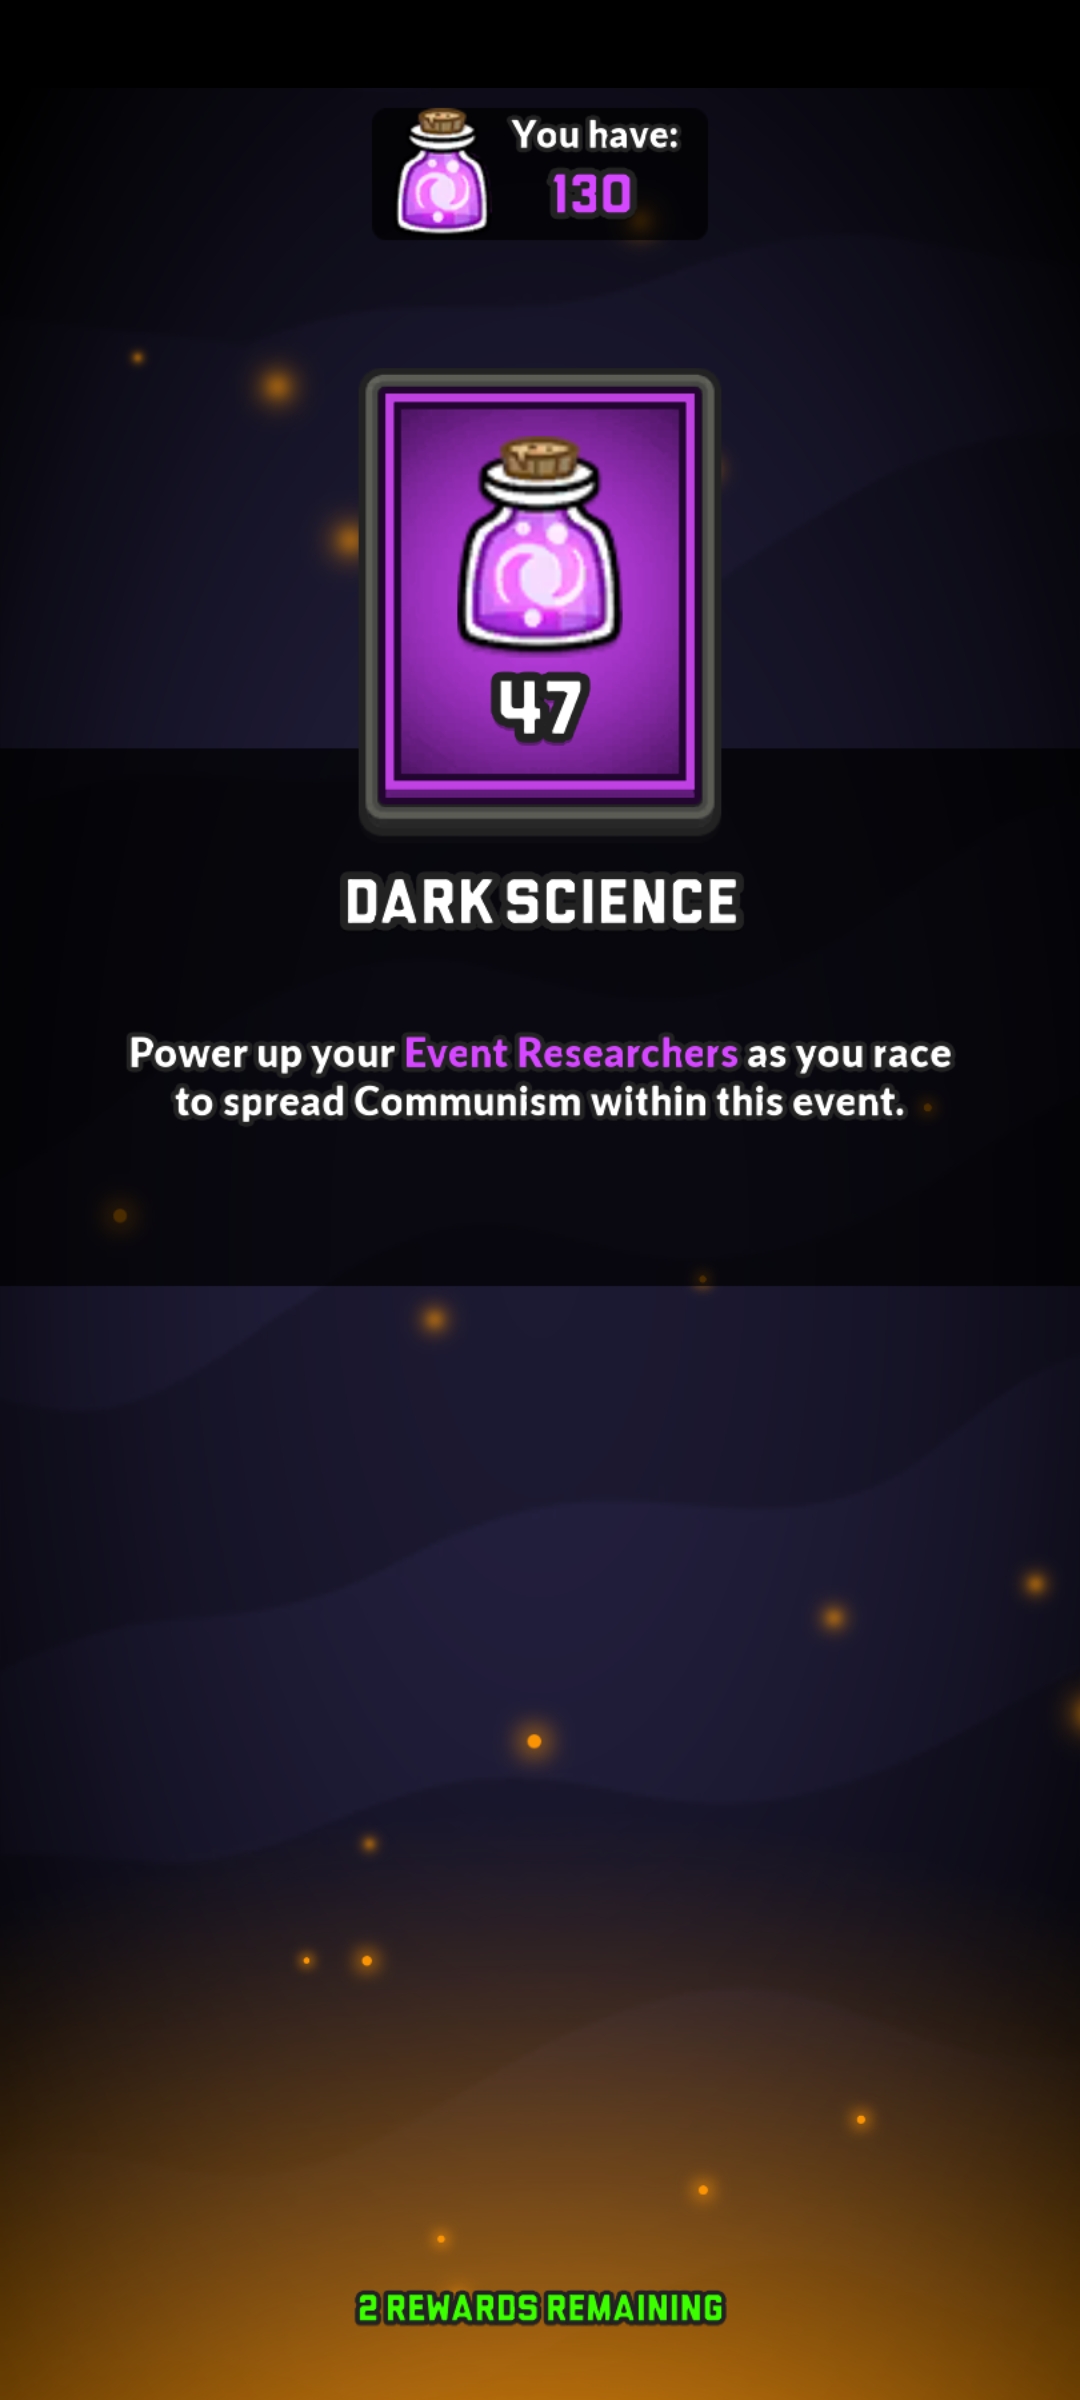 You have:
130
47
DARK SCIENCE
Power up your Event Researchers as you race
to spread Communism within this event.
2 REWARDS REMAINING